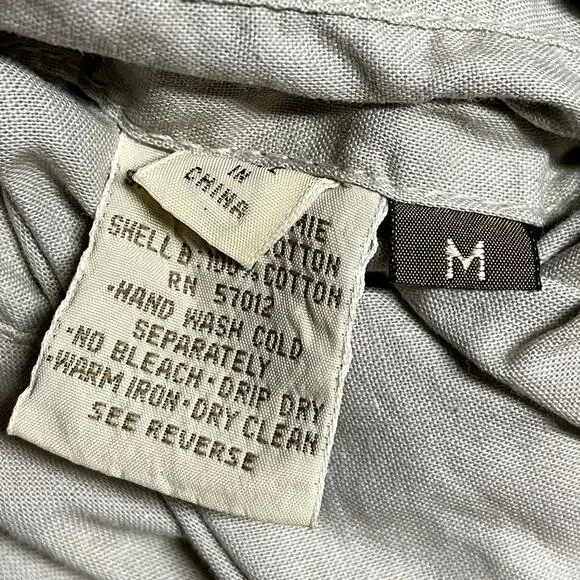 IN
CHINA
COTTON
SHELL B: 100% COTTON
RN 57012
·HAND WASH COLD
SEPARATELY
·NO BLEACH·DRIP DRY
·WARM IRON·DRY CLEAN
SEE REVERSE
M